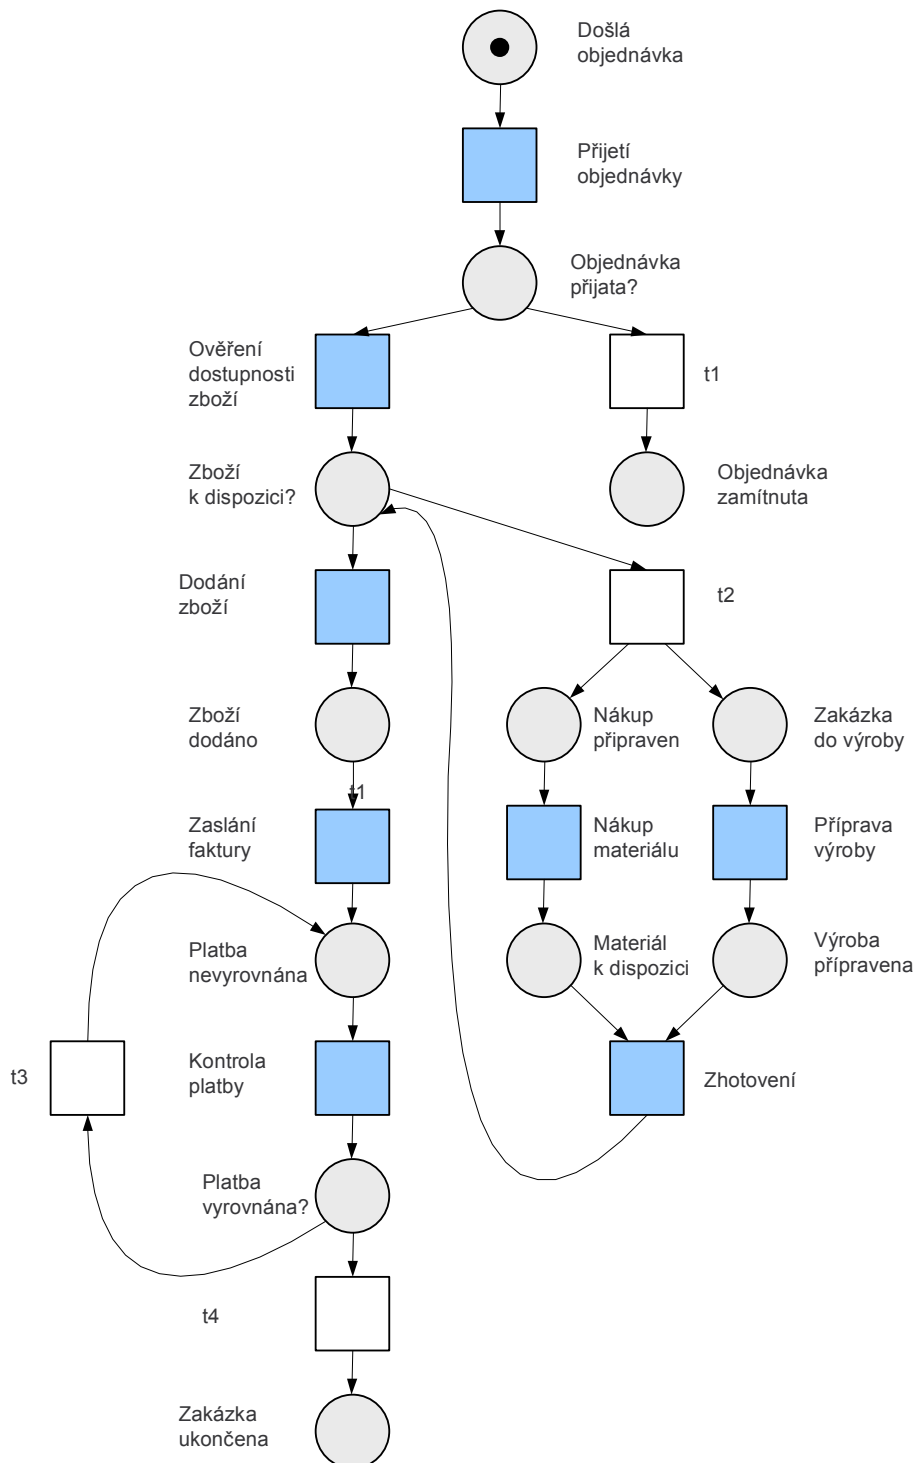 Došlá
objednávka
Přijetí
objednávky
Objednávka
přijata?
Ověření
dostupnosti
zboží
t1
Zboží
k dispozici?
Objednávka
zamítnuta
Dodání
zboží
t2
Zboží
dodáno
Nákup
připraven
Zakázka
do výroby
t1
Zaslání
faktury
Nákup
materiálu
Příprava
výroby
Platba
nevyrovnána
Materiál
k dispozici
Výroba
přípravena
t3
Kontrola
platby
Zhotovení
Platba
vyrovnána?
t4
Zakázka
ukončena